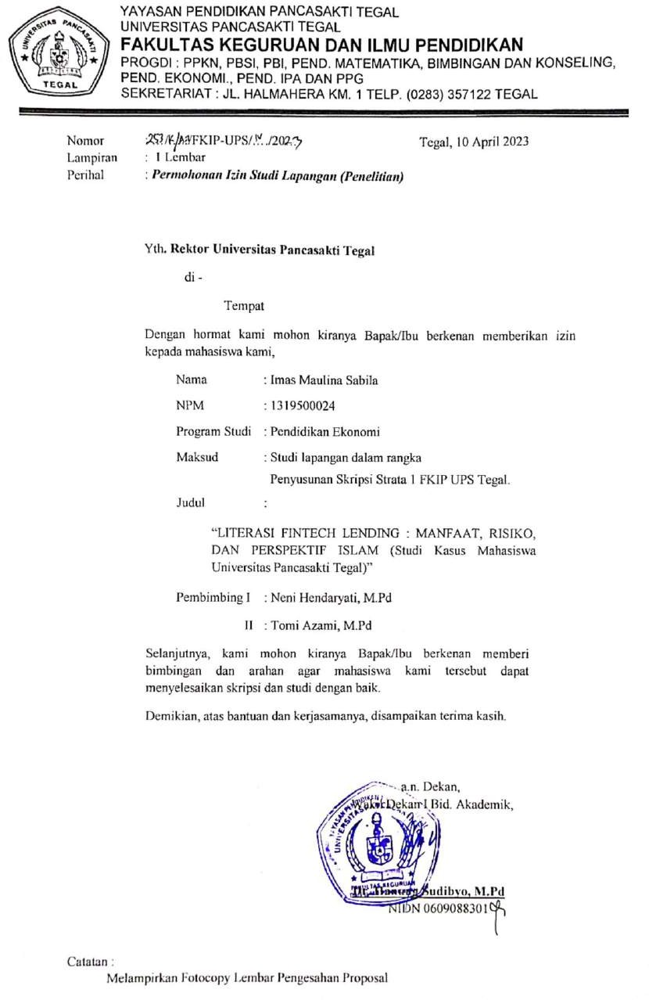 YAYASAN PENDIDIKAN PANCASAKTI TEGAL
UNIVERSITAS PANCASAKTI TEGAL
FAKULTAS KEGURUAN DAN ILMU PENDIDIKAN
PROGDI : PPKN, PBSI, PBI, PEND. MATEMATIKA, BIMBINGAN DAN KONSELING,
PEND. EKONOMI., PEND. IPA DAN PPG
SEKRETARIAT : JL. HALMAHERA KM. 1 TELP. (0283) 357122 TEGAL
UNIVERSITAS PANCASAKTI
TEGAL
Nomor : /FKIP-UPS/ /2023
Tegal, 10 April 2023
Lampiran : 1 Lembar
Perihal : Permohonan Izin Studi Lapangan (Penelitian)
Yth. Rektor Universitas Pancasakti Tegal
di -
Tempat
Dengan hormat kami mohon kiranya Bapak/Ibu berkenan memberikan izin
kepada mahasiswa kami,
Nama : Imas Maulina Sabila
NPM : 1319500024
Program Studi : Pendidikan Ekonomi
Maksud : Studi lapangan dalam rangka
Penyusunan Skripsi Strata 1 FKIP UPS Tegal.
Judul :
“LITERASI FINTECH LENDING : MANFAAT, RISIKO,
DAN PERSPEKTIF ISLAM (Studi Kasus Mahasiswa
Universitas Pancasakti Tegal)”
Pembimbing I : Neni Hendaryati, M.Pd
II : Tomi Azami, M.Pd
Selanjutnya, kami mohon kiranya Bapak/Ibu berkenan memberi
bimbingan dan arahan agar mahasiswa kami tersebut dapat
menyelesaikan skripsi dan studi dengan baik.
Demikian, atas bantuan dan kerjasamanya, disampaikan terima kasih.
a.n. Dekan,
Wakil Dekan I Bid. Akademik,
YAYASAN PENDIDIKAN
UNIVERSITAS
FAKULTAS KEGURUAN
Sudibyo, M.Pd
NIDN 0609088301
Catatan :
Melampirkan Fotocopy Lembar Pengesahan Proposal